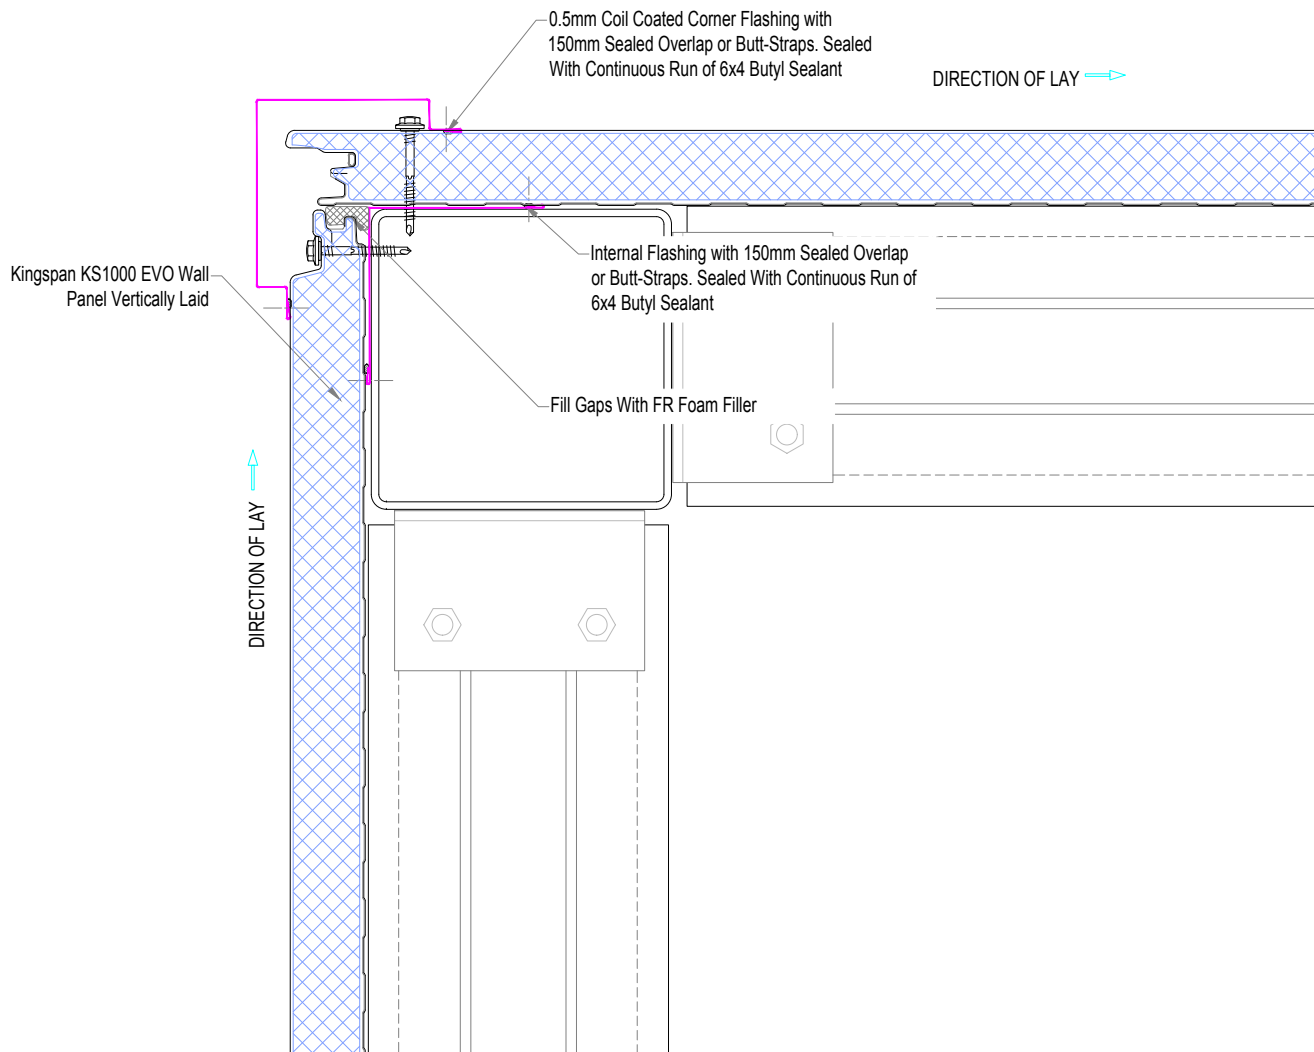 0.5mm Coil Coated Corner Flashing with
150mm Sealed Overlap or Butt-Straps. Sealed
With Continuous Run of 6x4 Butyl Sealant
DIRECTION OF LAY
Internal Flashing with 150mm Sealed Overlap
or Butt-Straps. Sealed With Continuous Run of
6x4 Butyl Sealant
Kingspan KS1000 EVO Wall
Panel Vertically Laid
Fill Gaps With FR Foam Filler
DIRECTION OF LAY